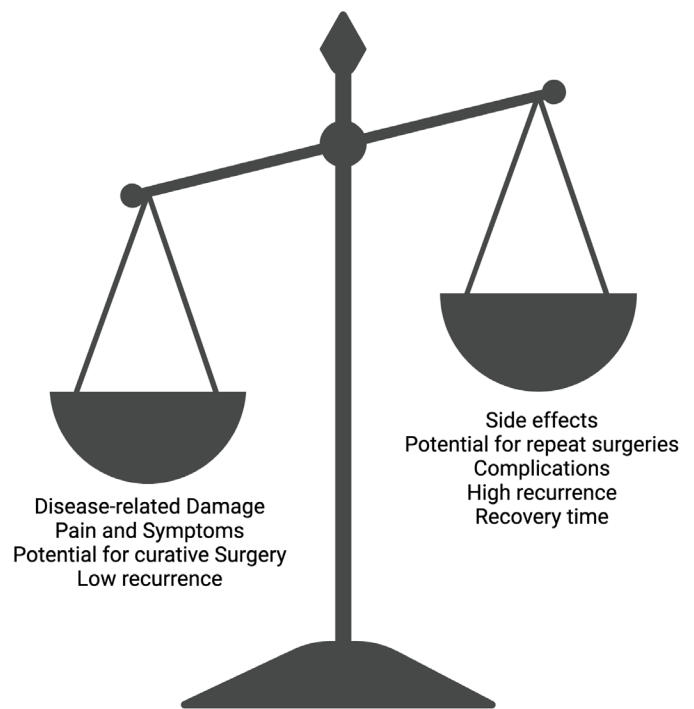 Disease-related Damage
Pain and Symptoms
Potential for curative Surgery
Low recurrence
Side effects
Potential for repeat surgeries
Complications
High recurrence
Recovery time